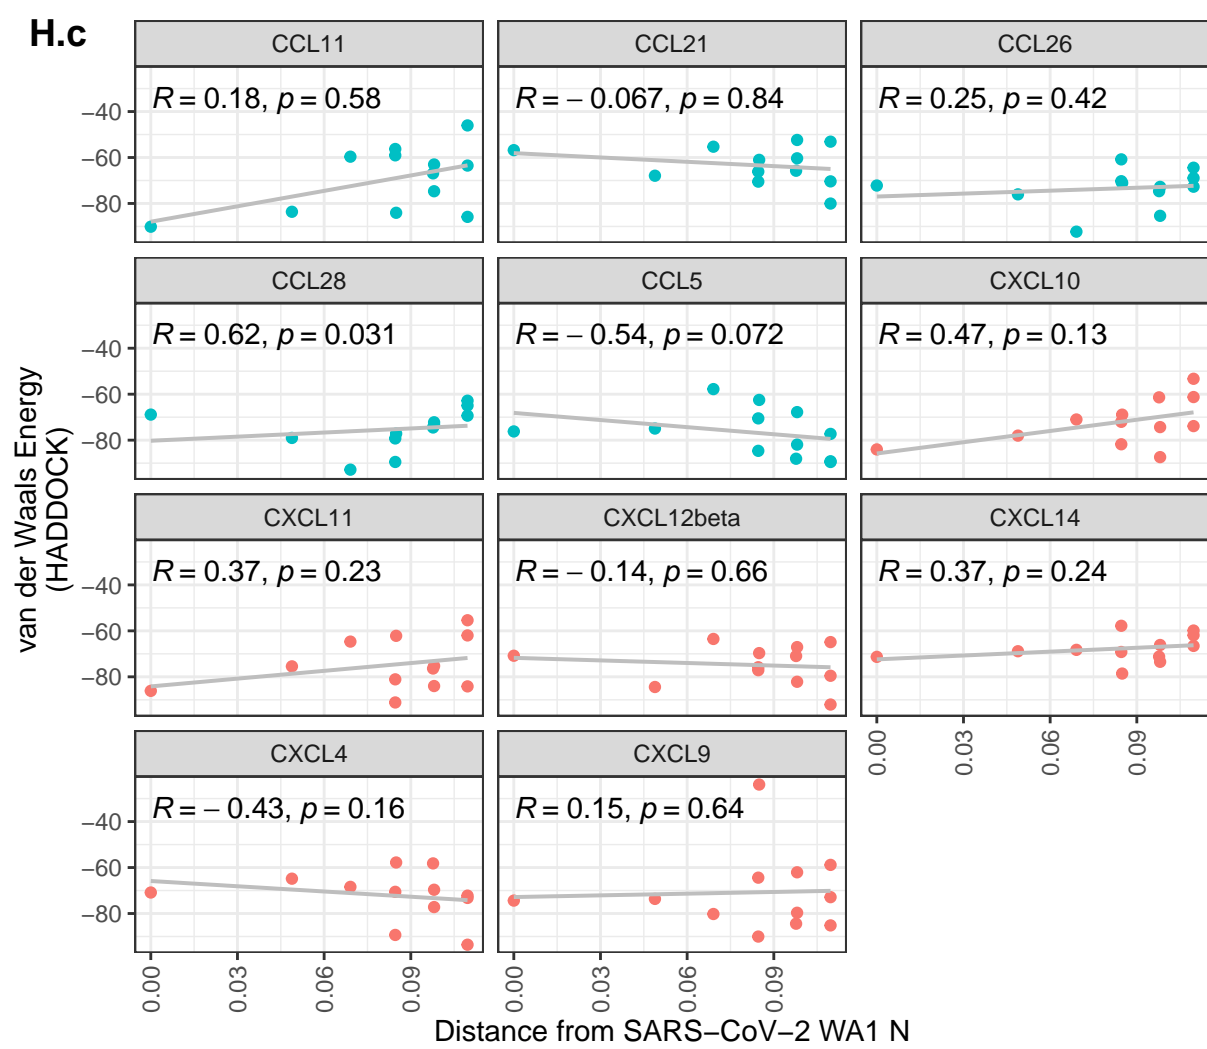 H.c
CCL11
CCL21
CCL26
R = 0.18, p = 0.58
R = − 0.067, p = 0.84
R = 0.25, p = 0.42
−40
−60
−80
CCL28
CCL5
CXCL10
R = 0.62, p = 0.031
R = − 0.54, p = 0.072
R = 0.47, p = 0.13
−40
−60
−80
van der Waals Energy
(HADDOCK)
CXCL11
CXCL12beta
CXCL14
R = 0.37, p = 0.23
R = − 0.14, p = 0.66
R = 0.37, p = 0.24
−40
−60
−80
0.00
0.03
0.06
0.09
CXCL4
CXCL9
R = − 0.43, p = 0.16
R = 0.15, p = 0.64
−40
−60
−80
0.00
0.03
0.06
0.09
0.00
0.03
0.06
0.09
Distance from SARS−CoV−2 WA1 N